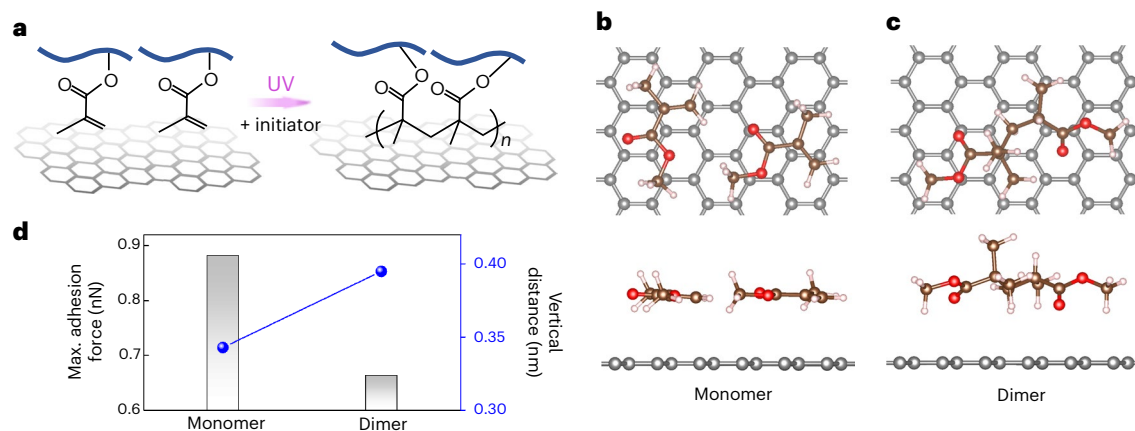 a
O
O
O
O
UV
+ initiator
O
O
O
O
n
b
Monomer
c
Dimer
d
Max. adhesion
force (nN)
0.9
0.8
0.7
0.6
Monomer
Dimer
0.40
0.35
0.30
Vertical
distance (nm)